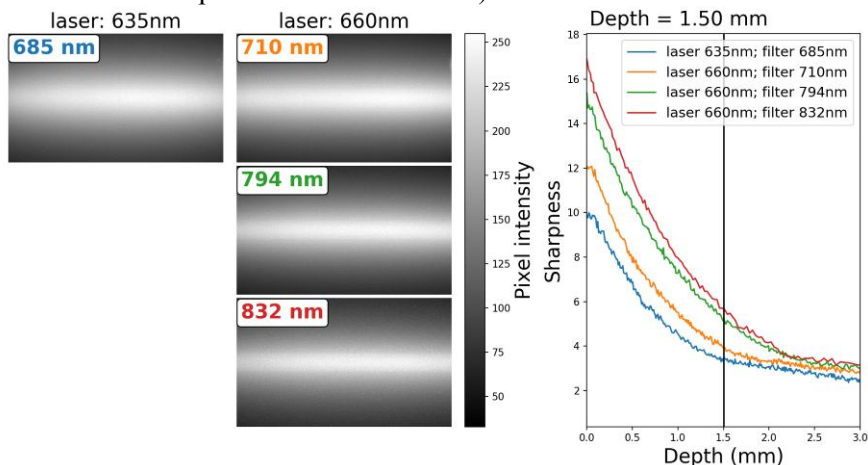 laser: 635nm
laser: 660nm
685 nm
710 nm
794 nm
832 nm
250
225
200
175
150
125
100
75
50
Pixel intensity
Depth = 1.50 mm
laser 635nm; filter 685nm
laser 660nm; filter 710nm
laser 660nm; filter 794nm
laser 660nm; filter 832nm
Sharpness
18
16
14
12
10
8
6
4
2
0.0 0.5 1.0 1.5 2.0 2.5 3.0
Depth (mm)